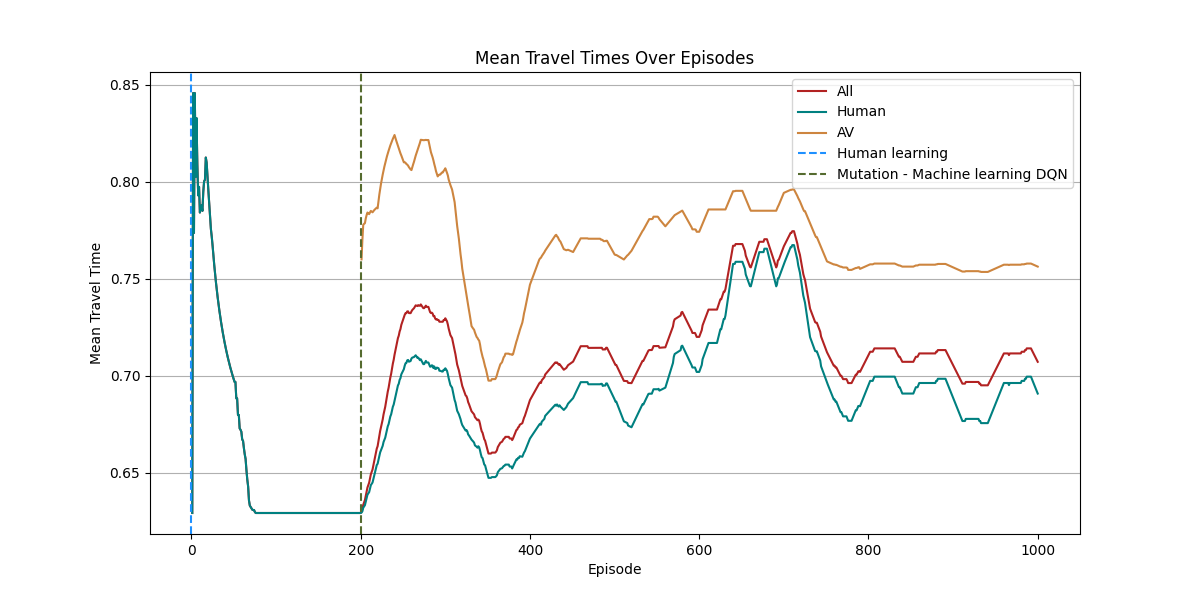 Mean Travel Times Over Episodes
0.85
0.80
0.75
0.70
0.65
Mean Travel Time
All
Human
AV
Human learning
Mutation - Machine learning DQN
0
200
400
600
800
1000
Episode